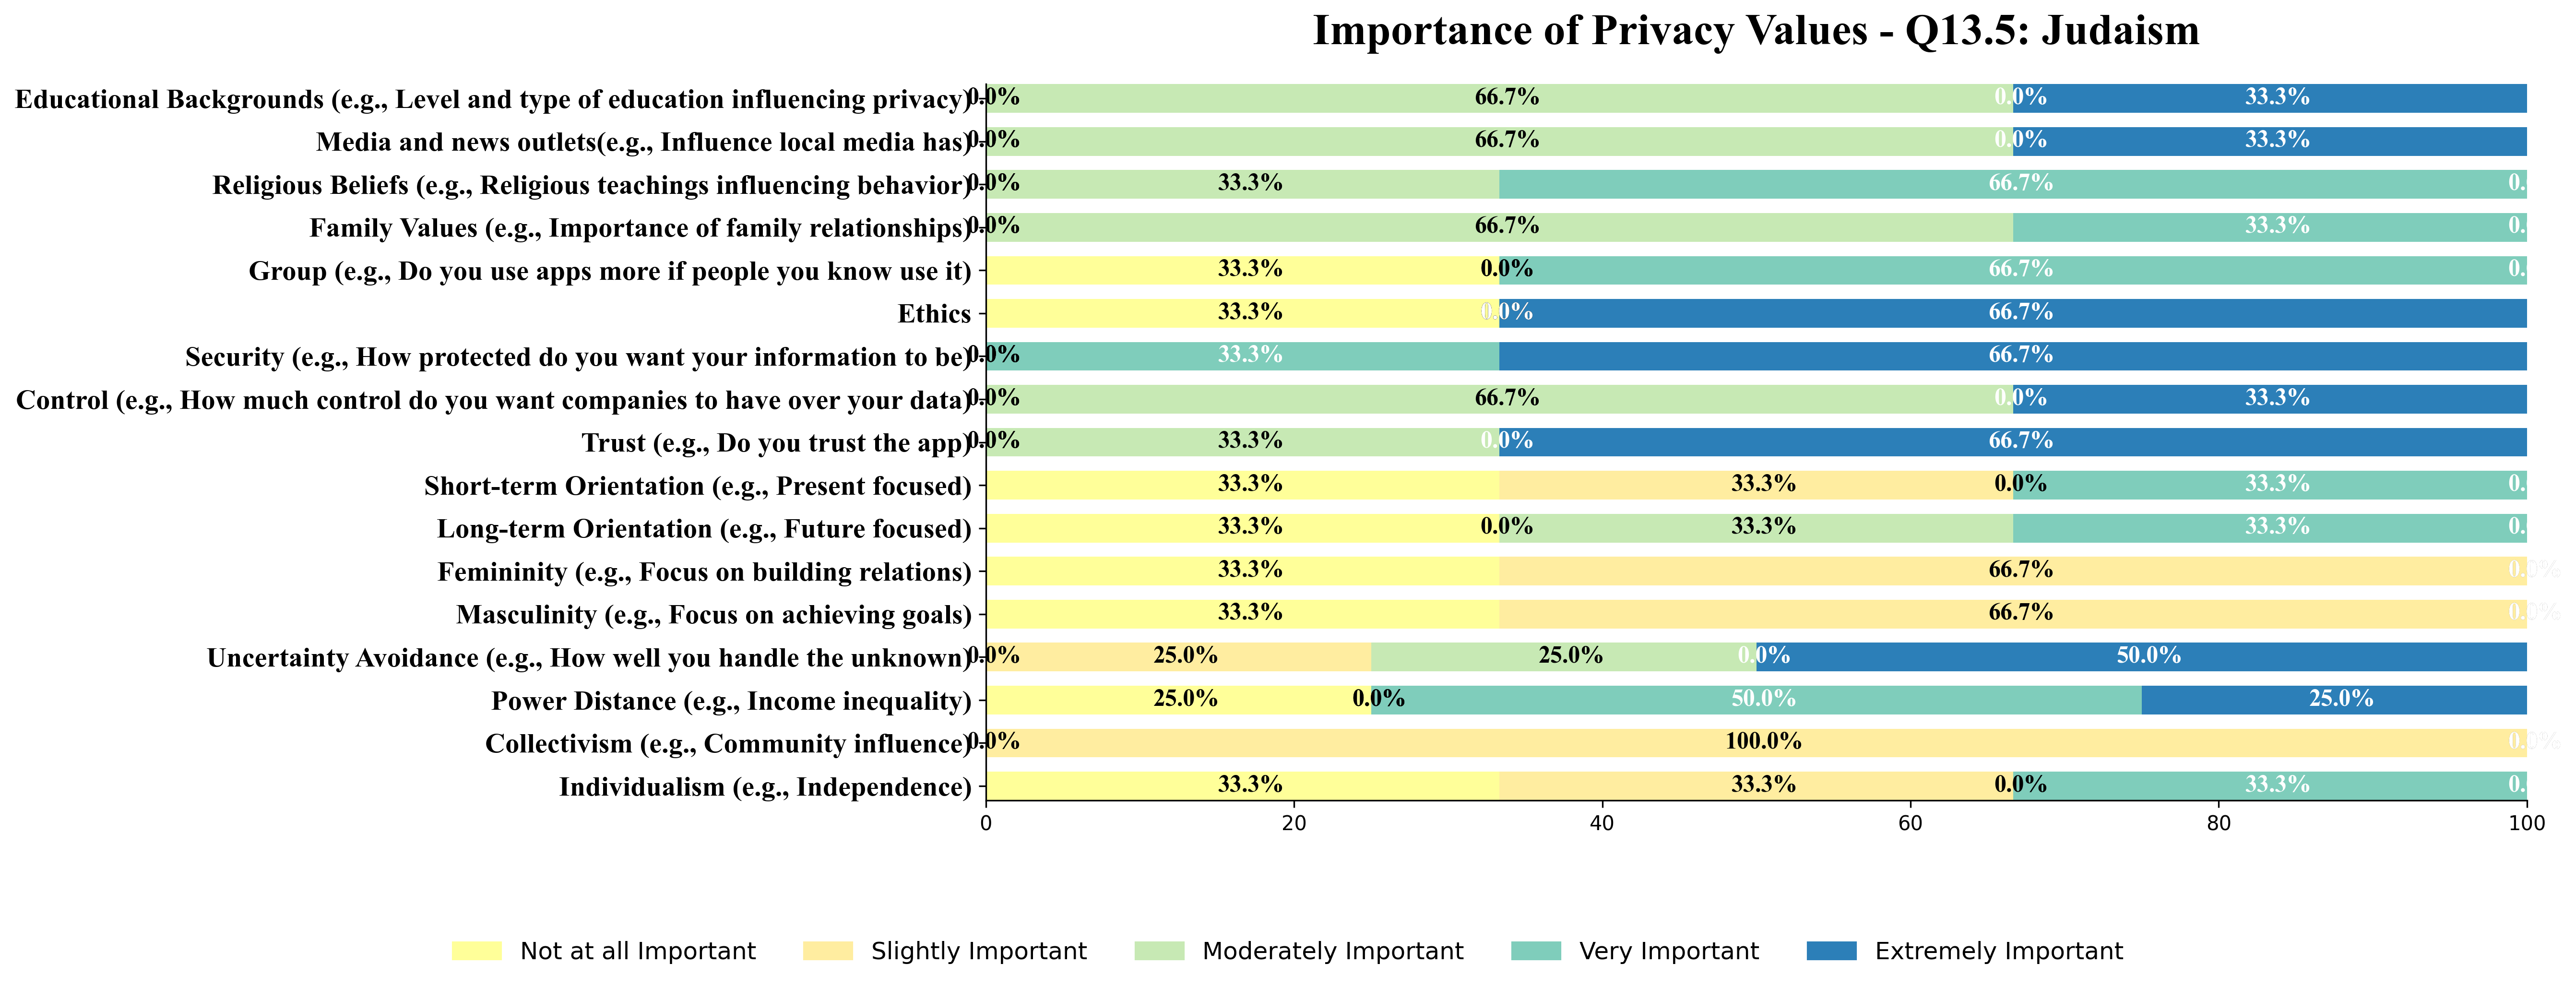 Importance of Privacy Values - Q13.5: Judaism
Educational Backgrounds (e.g., Level and type of education influencing privacy) 0.0% 66.7% 0.0% 33.3%
Media and news outlets(e.g., Influence local media has) 0.0% 66.7% 0.0% 33.3%
Religious Beliefs (e.g., Religious teachings influencing behavior) 0.0% 33.3% 66.7% 0.
Family Values (e.g., Importance of family relationships) 0.0% 66.7% 33.3% 0.
Group (e.g., Do you use apps more if people you know use it) 33.3% 0.0% 66.7% 0.
Ethics 33.3% 0.0% 66.7%
Security (e.g., How protected do you want your information to be) 0.0% 33.3% 66.7%
Control (e.g., How much control do you want companies to have over your data) 0.0% 66.7% 0.0% 33.3%
Trust (e.g., Do you trust the app) 0.0% 33.3% 0.0% 66.7%
Short-term Orientation (e.g., Present focused) 33.3% 33.3% 0.0% 33.3% 0.
Long-term Orientation (e.g., Future focused) 33.3% 0.0% 33.3% 33.3% 0.
Femininity (e.g., Focus on building relations) 33.3% 66.7% 0.0%
Masculinity (e.g., Focus on achieving goals) 33.3% 66.7% 0.0%
Uncertainty Avoidance (e.g., How well you handle the unknown) 0.0% 25.0% 25.0% 0.0% 50.0%
Power Distance (e.g., Income inequality) 25.0% 0.0% 50.0% 25.0%
Collectivism (e.g., Community influence) 0.0% 100.0% 0.0%
Individualism (e.g., Independence) 33.3% 33.3% 0.0% 33.3% 0.
0 20 40 60 80 100
Not at all Important Slightly Important Moderately Important Very Important Extremely Important